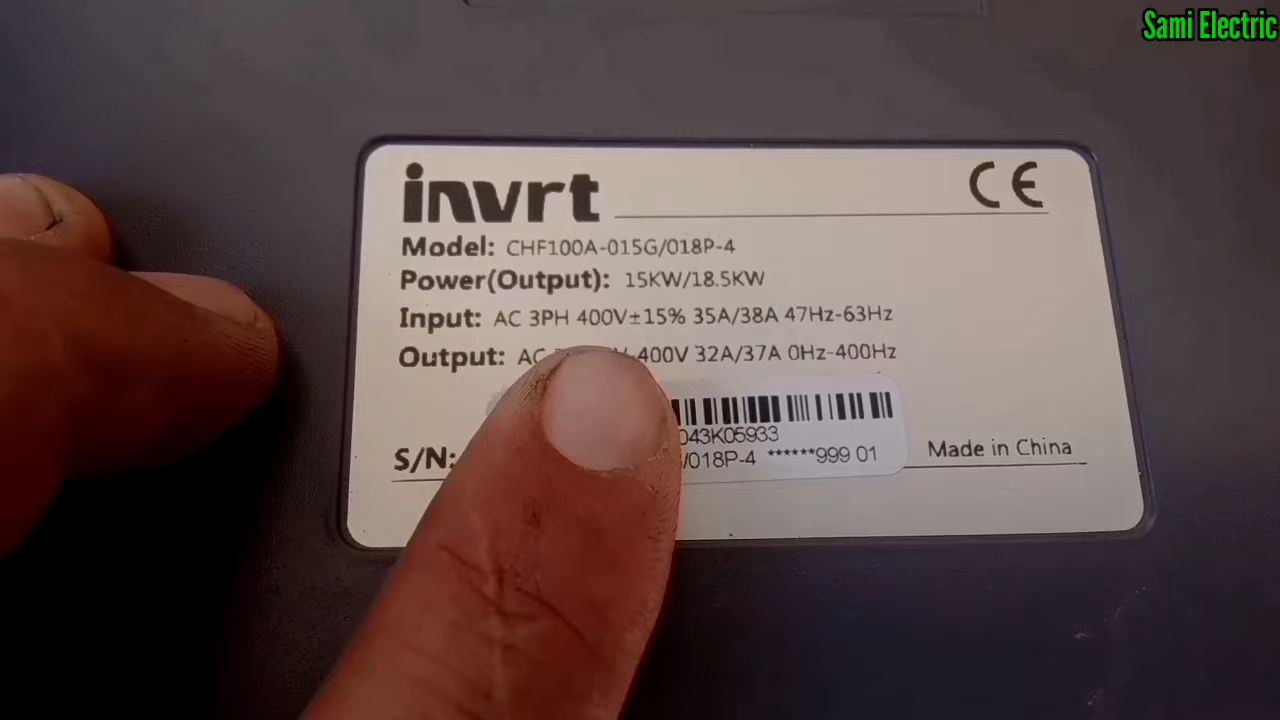 Sami Electric
invrt
CE
Model: CHF100A-015G/018P-4
Power(Output): 15KW/18.5KW
Input: AC 3PH 400V±15% 35A/38A 47Hz-63Hz
Output: AC -400V 32A/37A 0Hz-400Hz
043K05933
S/N: /018P-4 ******999 01
Made in China